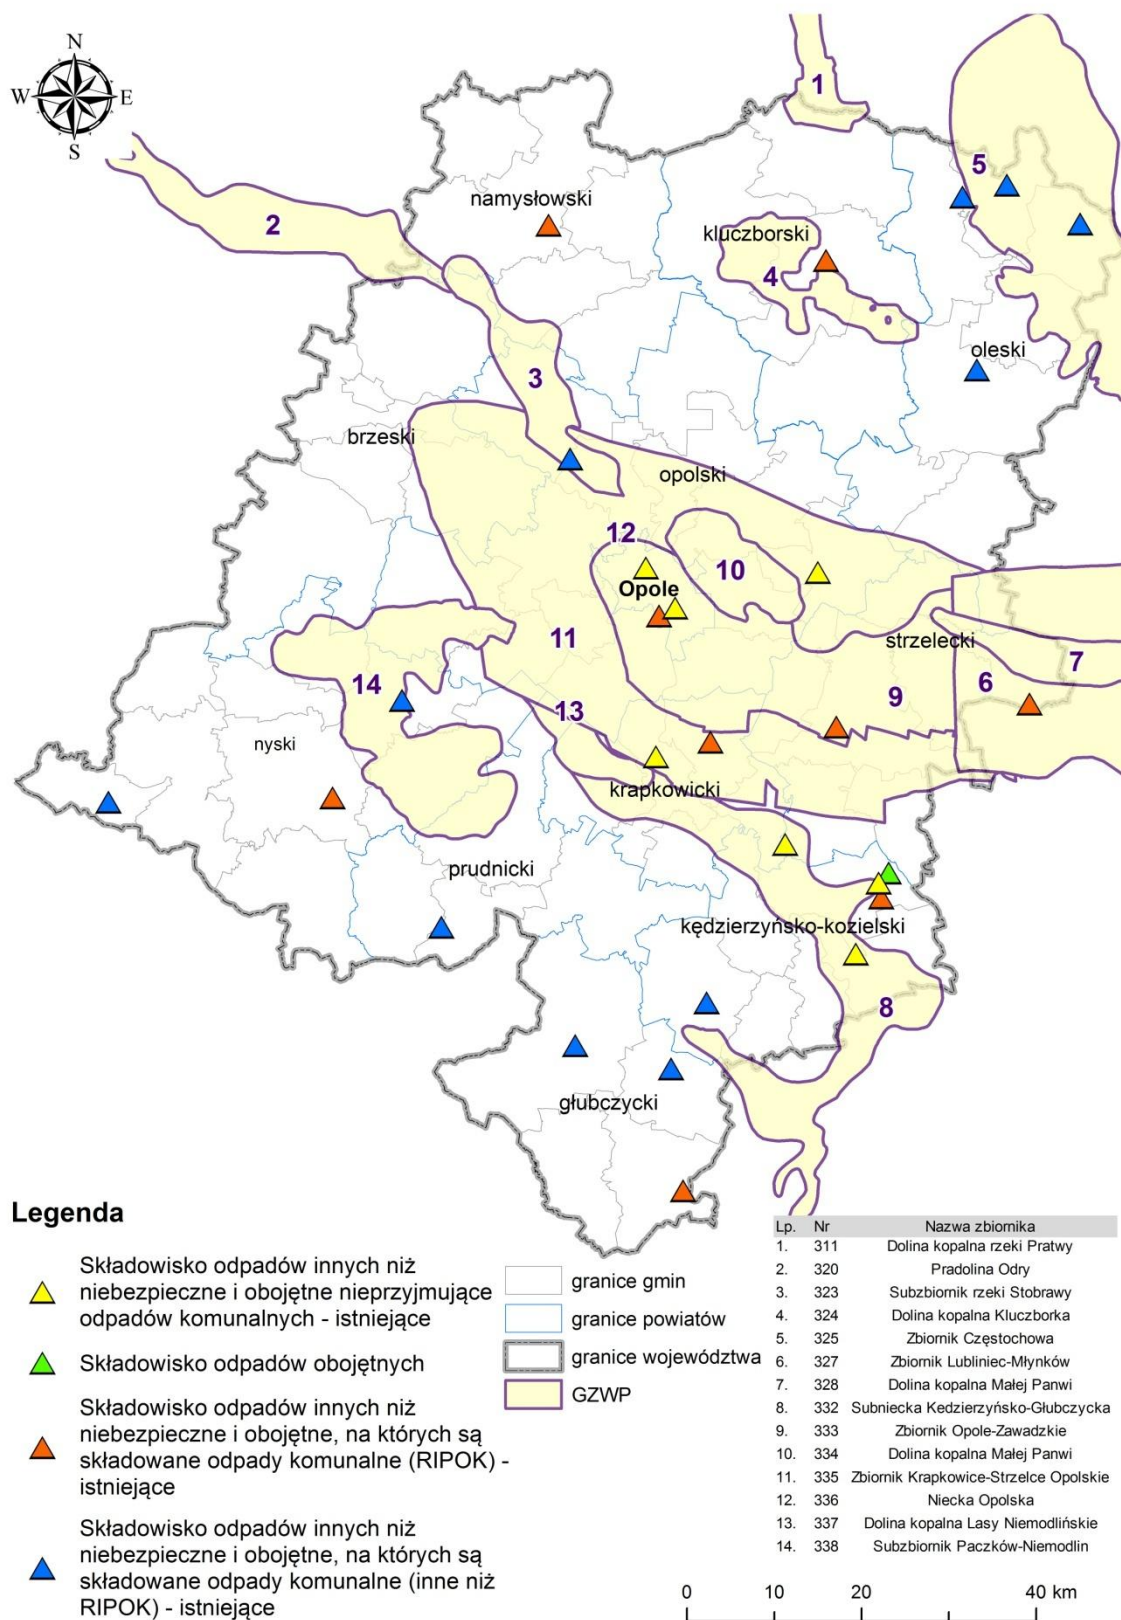 N
W E
S
1
2
5
namysłowski
kluczborski
4
3
oleski
brzeski
opolski
12
10
Opole
11
strzelecki
7
14
6
9
13
nyski
krapkowicki
prudnicki
kędzierzyńsko-kozielski
8
głubczycki
Legenda
Składowisko odpadów innych niż
niebezpieczne i obojętne nieprzyjmujące
odpadów komunalnych - istniejące
Składowisko odpadów obojętnych
Składowisko odpadów innych niż
niebezpieczne i obojętne, na których są
składowane odpady komunalne (RIPOK) -
istniejące
Składowisko odpadów innych niż
niebezpieczne i obojętne, na których są
składowane odpady komunalne (inne niż
RIPOK) - istniejące
granice gmin
granice powiatów
granice województwa
GZWP
Lp. Nr Nazwa zbiornika
1. 311 Dolina kopalna rzeki Pratwy
2. 320 Pradolina Odry
3. 323 Subzbiornik rzeki Stobrawy
4. 324 Dolina kopalna Kluczborka
5. 325 Zbiornik Częstochowa
6. 327 Zbiornik Lubliniec-Młynków
7. 328 Dolina kopalna Małej Panwi
8. 332 Subniecka Kedzierzyńsko-Głubczycka
9. 333 Zbiornik Opole-Zawadzkie
10. 334 Dolina kopalna Małej Panwi
11. 335 Zbiornik Krapkowice-Strzelce Opolskie
12. 336 Niecka Opolska
13. 337 Dolina kopalna Lasy Niemodlińskie
14. 338 Subzbiornik Paczków-Niemodlin
0 10 20 40 km